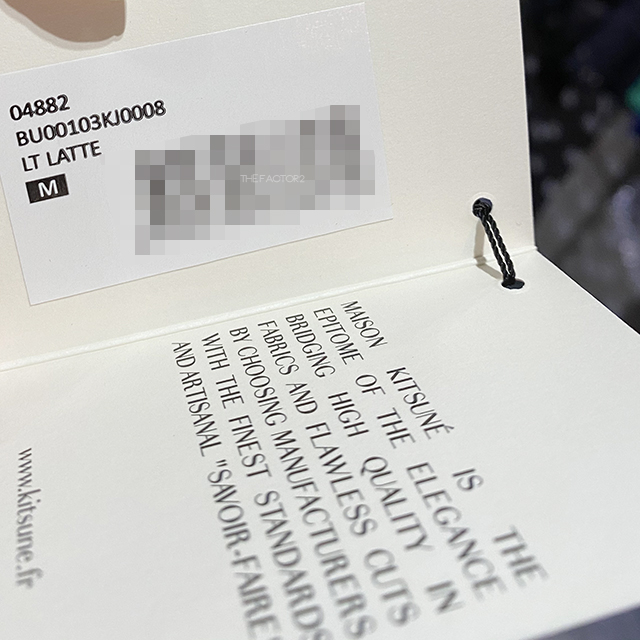 04882
BU00103KJ0008
LT LATTE
M
THE FACTOR2
MAISON KITSUNÉ IS THE
EPITOME OF THE ELEGANCE
BRIDGING HIGH QUALITY IN
FABRICS AND FLAWLESS CUTS
BY CHOOSING MANUFACTURERS
WITH THE FINEST STANDARDS
AND ARTISANAL "SAVOIR-FAIRE
www.kitsune.fr